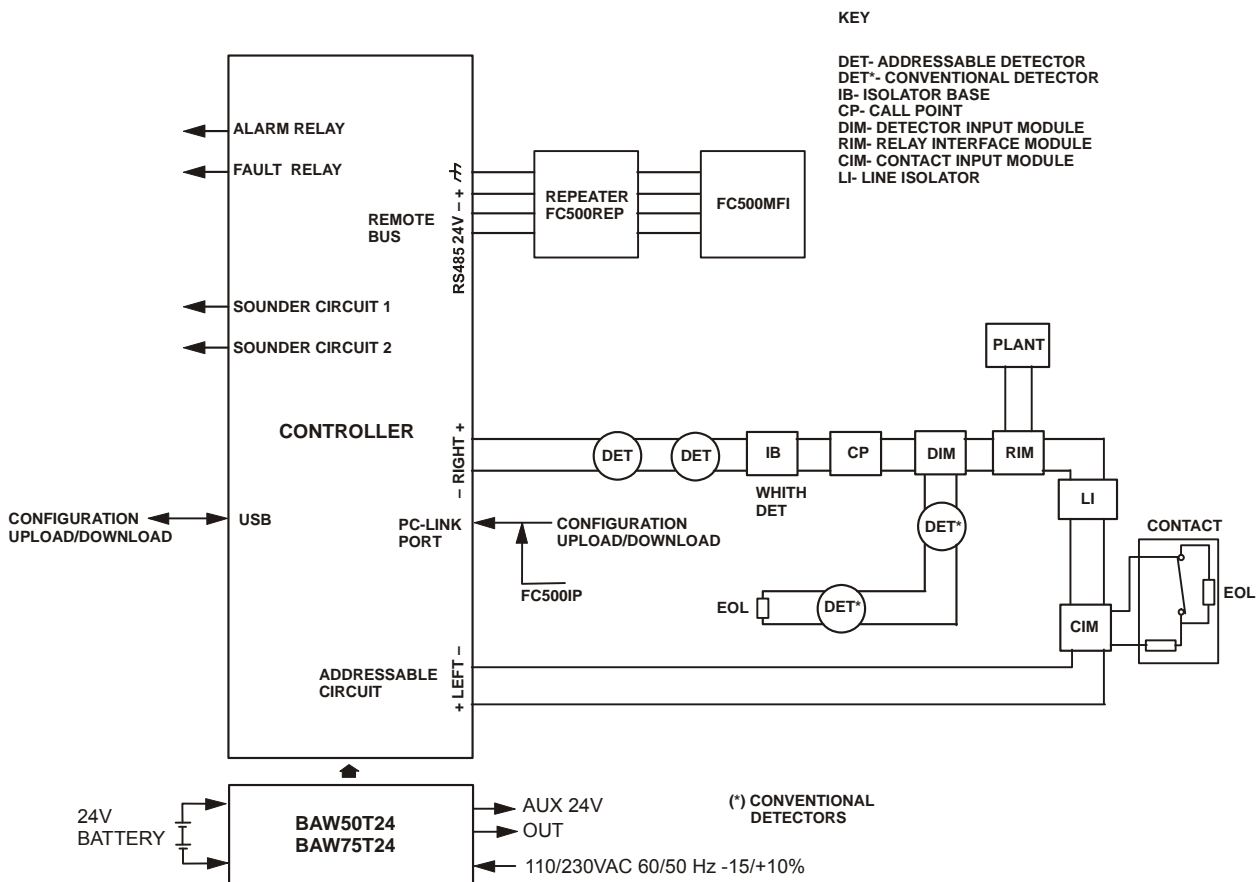 KEY
DET- ADDRESSABLE DETECTOR
DET*- CONVENTIONAL DETECTOR
IB- ISOLATOR BASE
CP- CALL POINT
DIM- DETECTOR INPUT MODULE
RIM- RELAY INTERFACE MODULE
CIM- CONTACT INPUT MODULE
LI- LINE ISOLATOR
ALARM RELAY
FAULT RELAY
REMOTE
BUS
RS485 24V − +
REPEATER
FC500REP
FC500MFI
SOUNDER CIRCUIT 1
SOUNDER CIRCUIT 2
PLANT
CONTROLLER
− RIGHT +
DET
DET
IB
CP
DIM
RIM
WHITH
DET
LI
CONFIGURATION
UPLOAD/DOWNLOAD
USB
PC-LINK
PORT
CONFIGURATION
UPLOAD/DOWNLOAD
FC500IP
DET*
CONTACT
EOL
EOL
DET*
CIM
ADDRESSABLE
CIRCUIT
+ LEFT −
24V
BATTERY
BAW50T24
BAW75T24
AUX 24V
OUT
110/230VAC 60/50 Hz -15/+10%
(*) CONVENTIONAL
DETECTORS